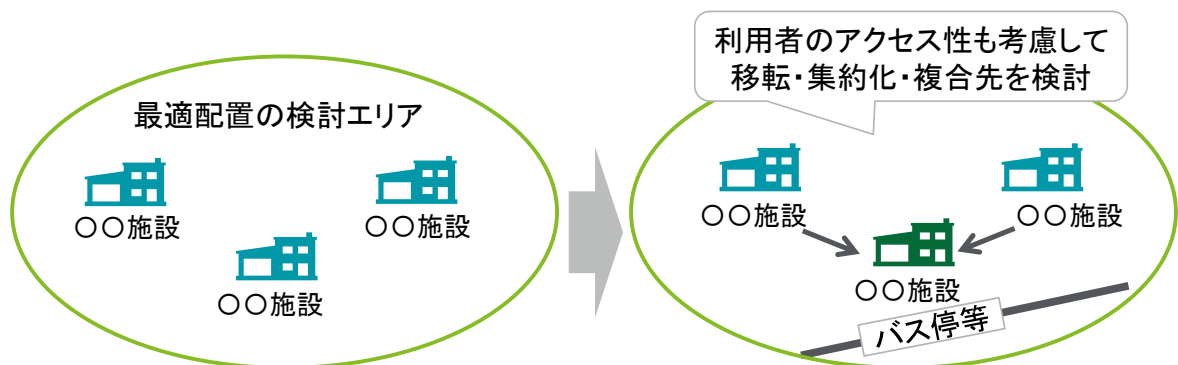 最適配置の検討エリア
〇〇施設
〇〇施設
〇〇施設
利用者のアクセス性も考慮して
移転・集約化・複合先を検討
〇〇施設
〇〇施設
〇〇施設
バス停等